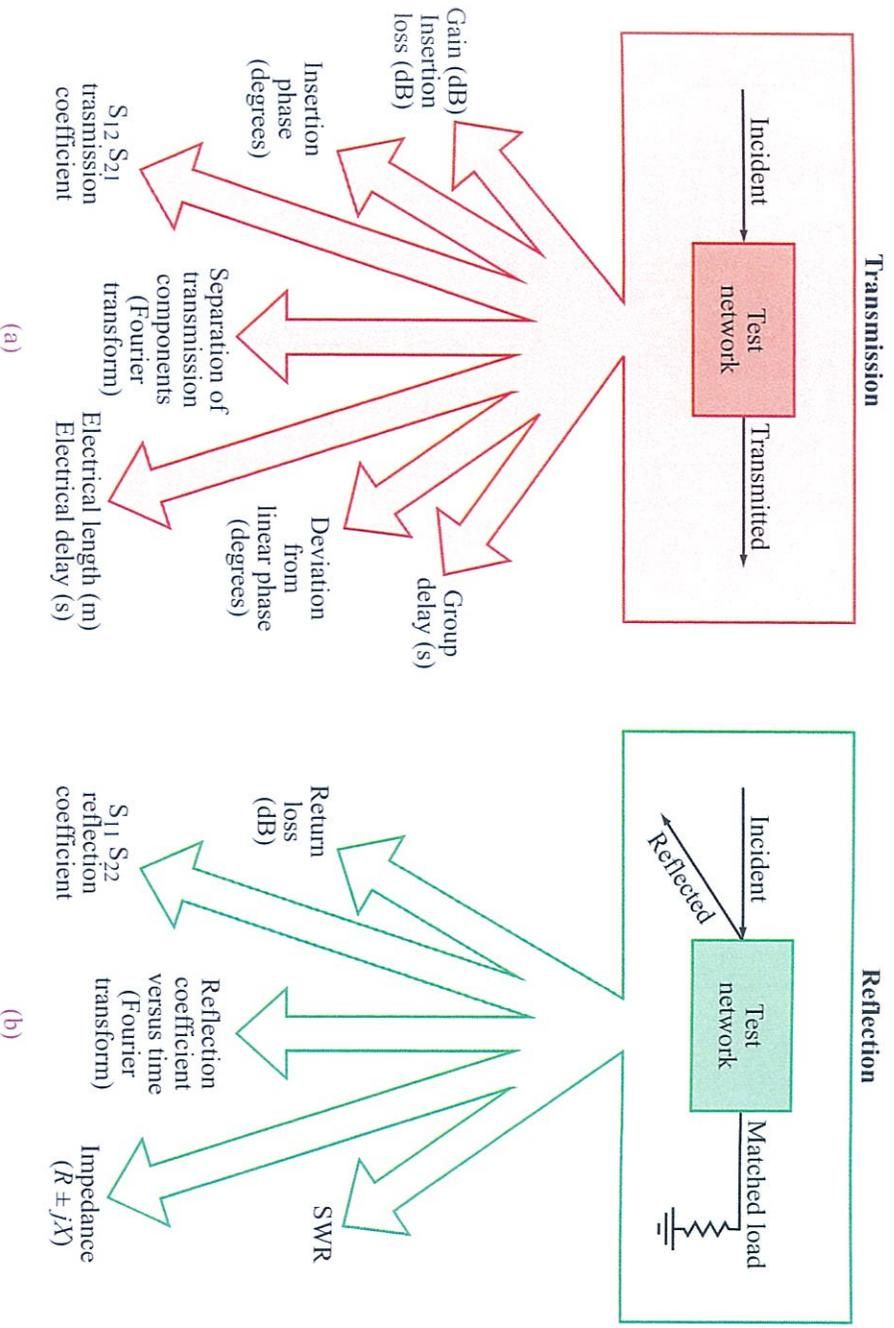 Transmission
Incident
Test
network
Transmitted
Gain (dB)
Insertion
loss (dB)
Insertion
phase
(degrees)
S12 S21
trasmission
coefficient
Separation of
transmission
components
(Fourier
transform)
Electrical length (m)
Electrical delay (s)
Deviation
from
linear phase
(degrees)
Group
delay (s)
(a)
Reflection
Incident
Reflected
Test
network
Matched load
Return
loss
(dB)
S11 S22
reflection
coefficient
Reflection
coefficient
versus time
(Fourier
transform)
Impedance
(R ± jX)
SWR
(b)